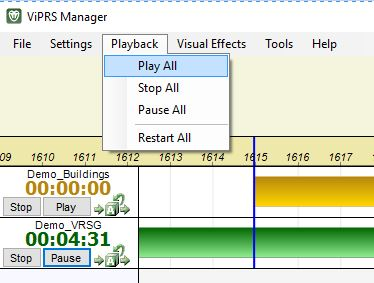 ViPRS Manager
File Settings Playback Visual Effects Tools Help
Play All
Stop All
Pause All
Restart All
09 1610 1611 1612 1613 1614 1615 1616 1617
Demo_Buildings
00:00:00
Stop Play
Demo_VRSG
00:04:31
Stop Pause